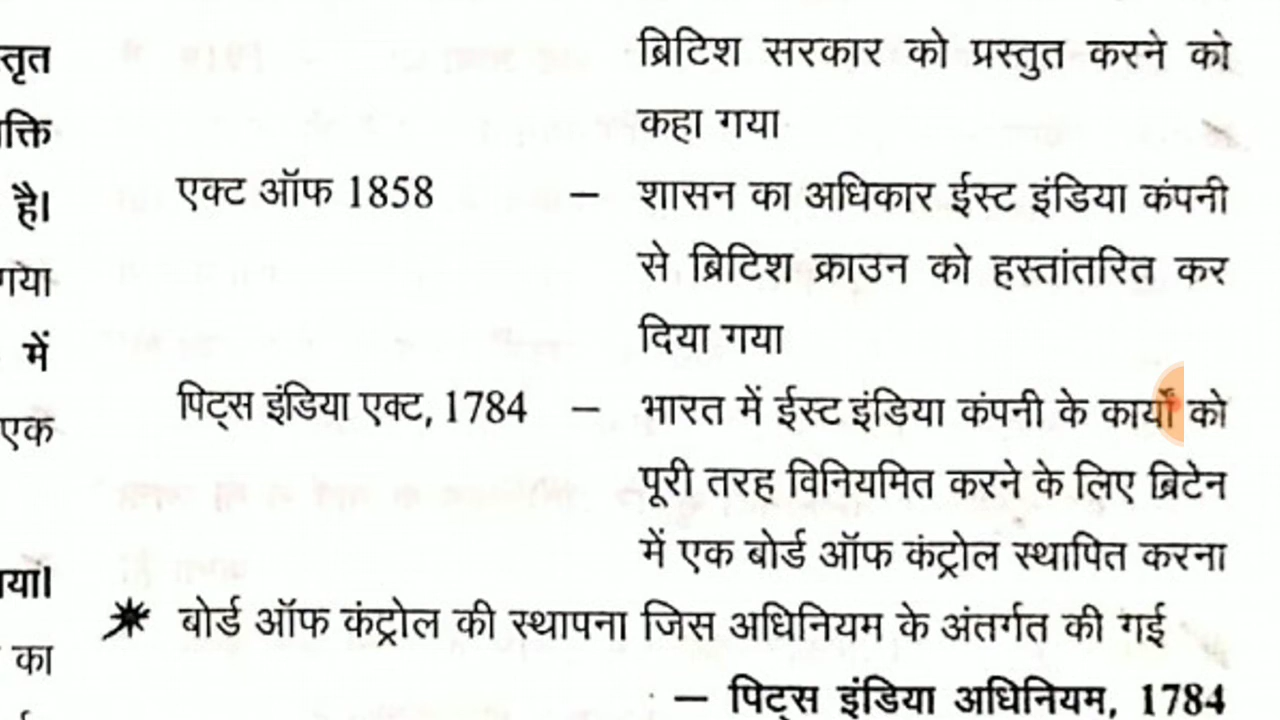 तृत
क्ति
है।
गया
में
एक
गया।
का
ब्रिटिश सरकार को प्रस्तुत करने को
कहा गया
एक्ट ऑफ 1858 – शासन का अधिकार ईस्ट इंडिया कंपनी
से ब्रिटिश क्राउन को हस्तांतरित कर
दिया गया
पिट्स इंडिया एक्ट, 1784 – भारत में ईस्ट इंडिया कंपनी के कार्यों को
पूरी तरह विनियमित करने के लिए ब्रिटेन
में एक बोर्ड ऑफ कंट्रोल स्थापित करना
बोर्ड ऑफ कंट्रोल की स्थापना जिस अधिनियम के अंतर्गत की गई
– पिट्स इंडिया अधिनियम, 1784